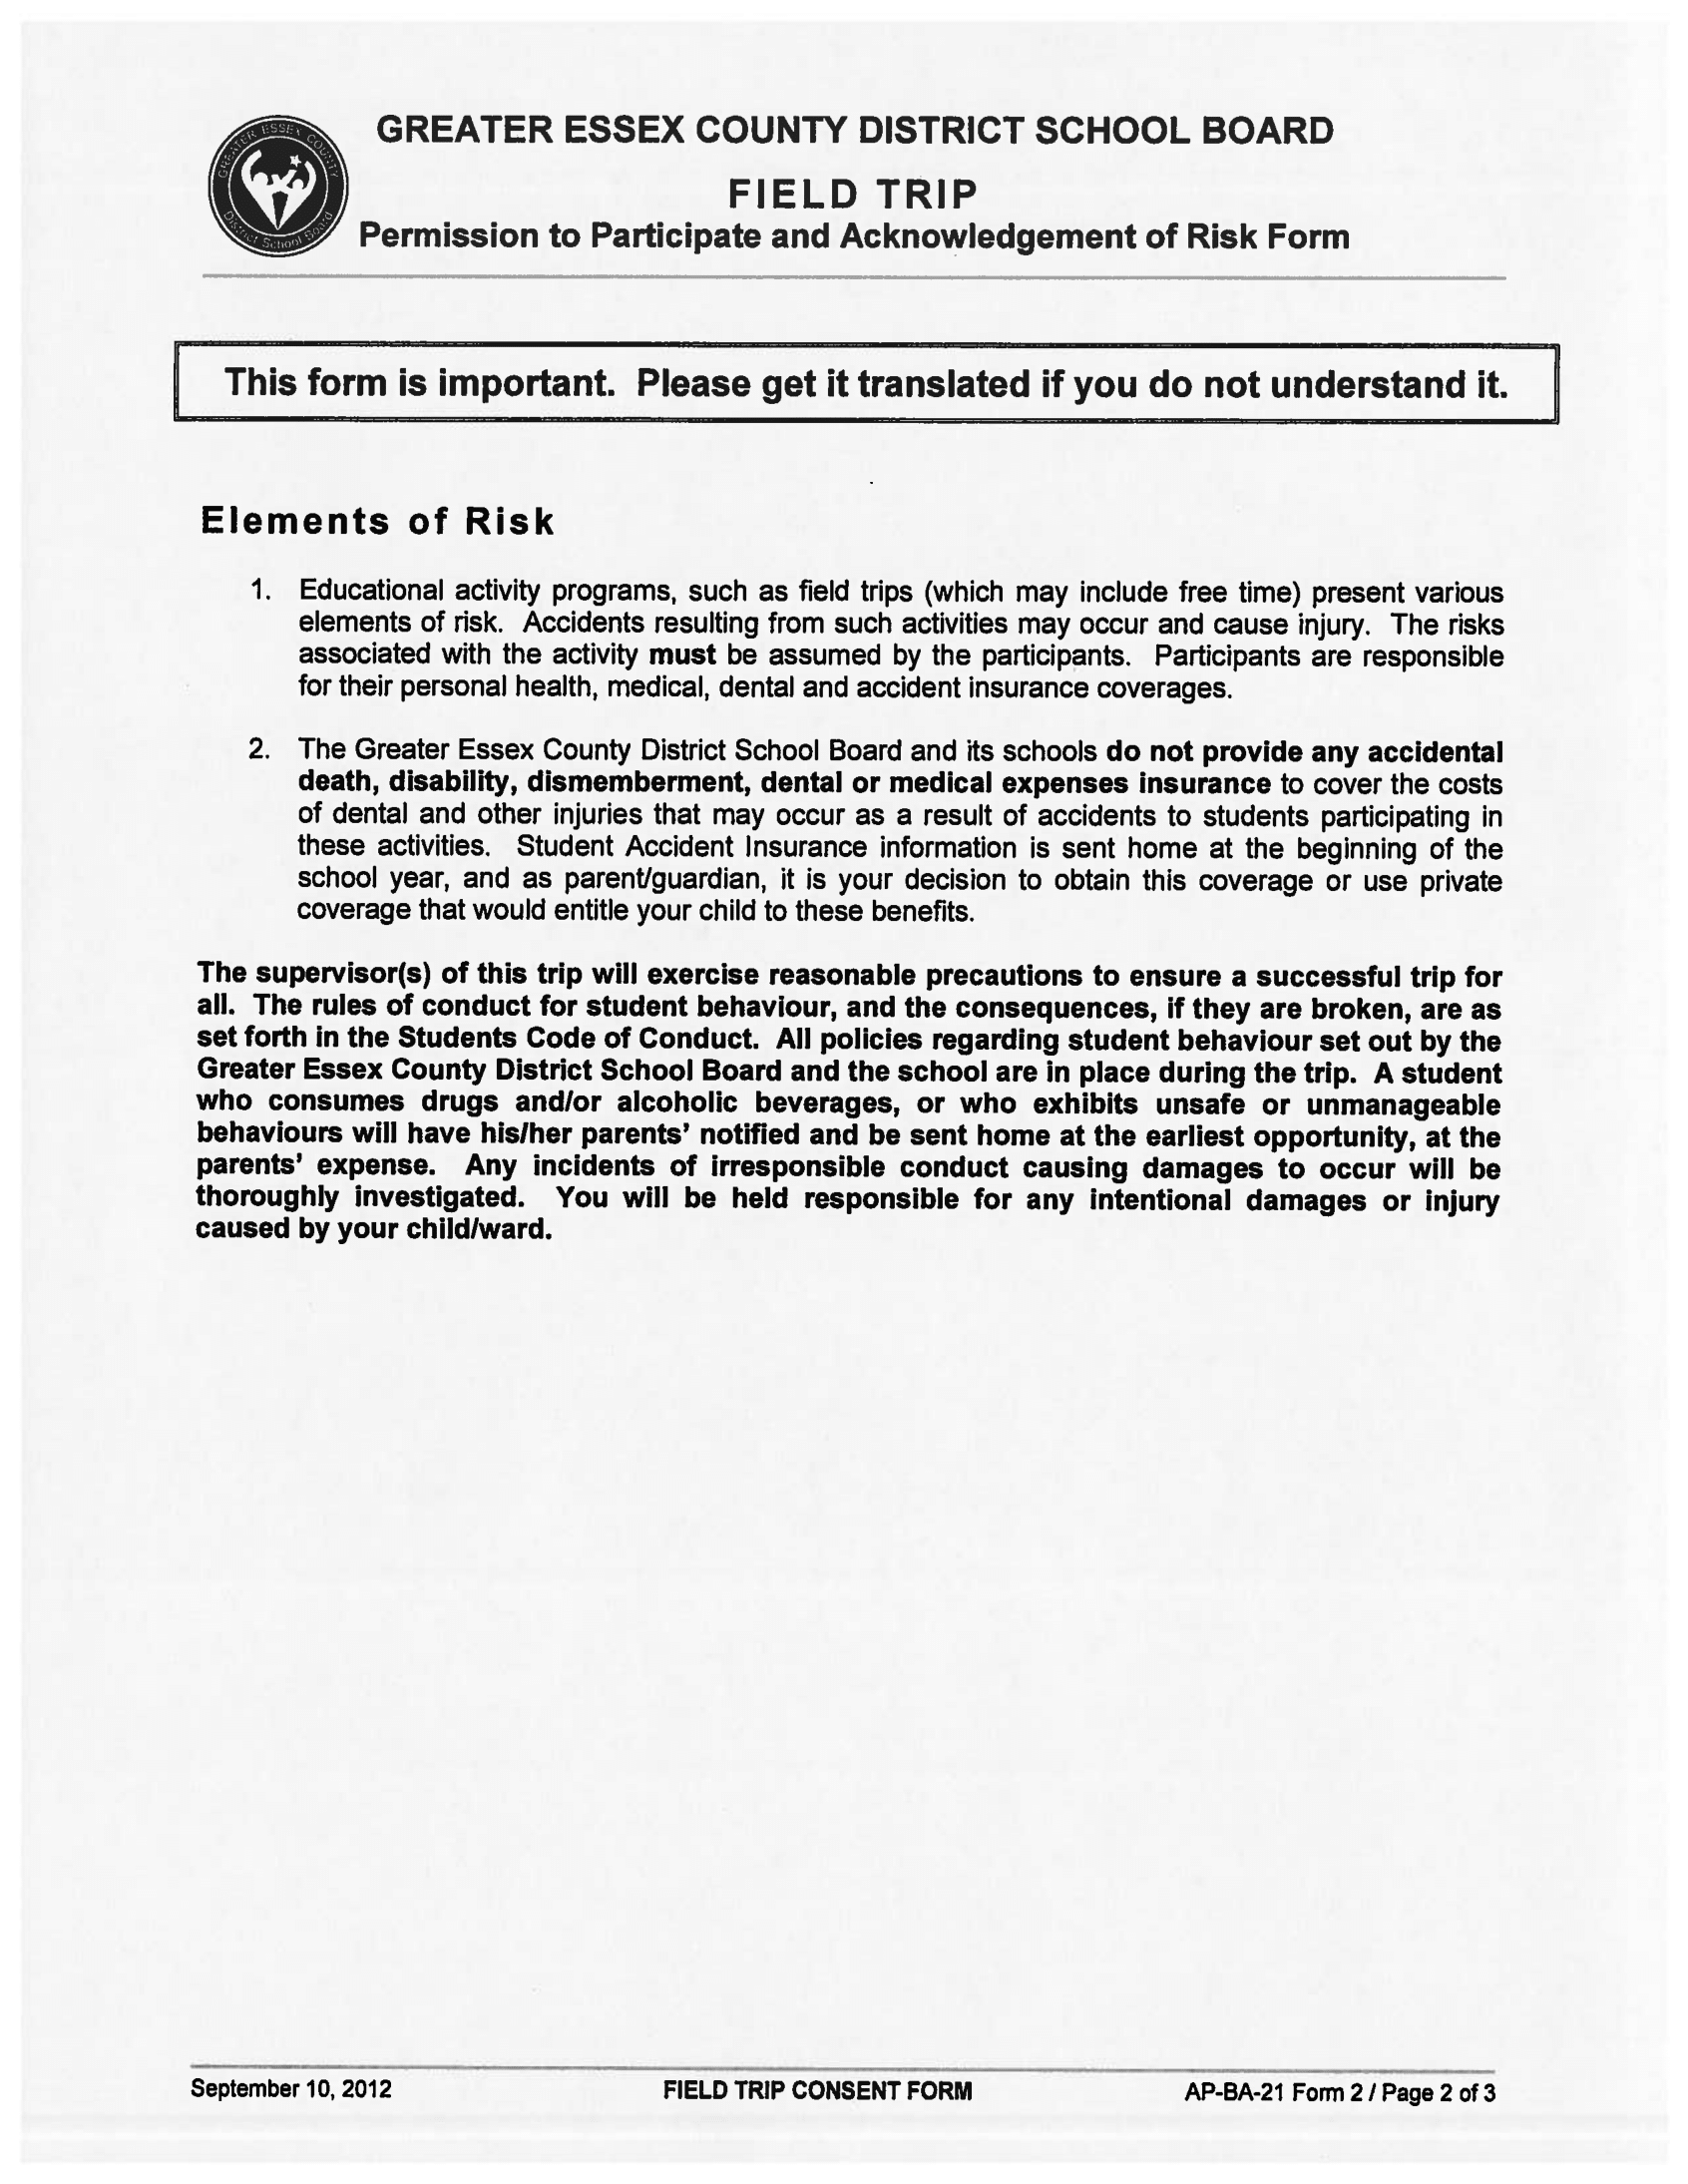 GREATER ESSEX COUNTY
District School Board
GREATER ESSEX COUNTY DISTRICT SCHOOL BOARD
FIELD TRIP
Permission to Participate and Acknowledgement of Risk Form
This form is important. Please get it translated if you do not understand it.
Elements of Risk
1. Educational activity programs, such as field trips (which may include free time) present various
elements of risk. Accidents resulting from such activities may occur and cause injury. The risks
associated with the activity must be assumed by the participants. Participants are responsible
for their personal health, medical, dental and accident insurance coverages.
2. The Greater Essex County District School Board and its schools do not provide any accidental
death, disability, dismemberment, dental or medical expenses insurance to cover the costs
of dental and other injuries that may occur as a result of accidents to students participating in
these activities. Student Accident Insurance information is sent home at the beginning of the
school year, and as parent/guardian, it is your decision to obtain this coverage or use private
coverage that would entitle your child to these benefits.
The supervisor(s) of this trip will exercise reasonable precautions to ensure a successful trip for
all. The rules of conduct for student behaviour, and the consequences, if they are broken, are as
set forth in the Students Code of Conduct. All policies regarding student behaviour set out by the
Greater Essex County District School Board and the school are in place during the trip. A student
who consumes drugs and/or alcoholic beverages, or who exhibits unsafe or unmanageable
behaviours will have his/her parents' notified and be sent home at the earliest opportunity, at the
parents' expense. Any incidents of irresponsible conduct causing damages to occur will be
thoroughly investigated. You will be held responsible for any intentional damages or injury
caused by your child/ward.
September 10, 2012 FIELD TRIP CONSENT FORM AP-BA-21 Form 2 / Page 2 of 3